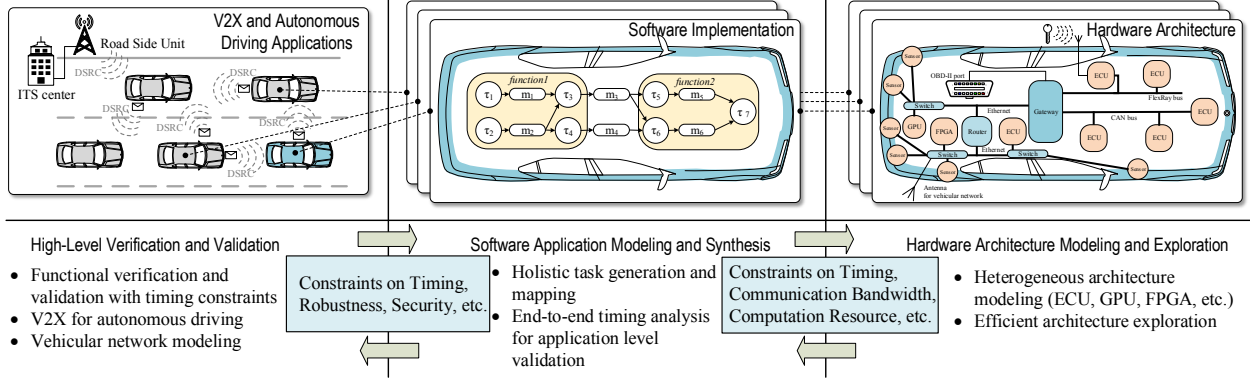 V2X and Autonomous
Driving Applications
Road Side Unit
ITS center
DSRC
DSRC
DSRC
DSRC
DSRC
Software Implementation
function1
function2
τ1 m1 τ3 m3 τ5 m5
τ7
τ2 m2 τ4 m4 τ6 m6
Hardware Architecture
Sensor
Sensor
OBD-II port
ECU
ECU
FlexRay bus
Switch
Ethernet
Gateway
ECU
CAN bus
Sensor
GPU
FPGA
Router
ECU
ECU
ECU
Ethernet
Sensor
Switch
Switch
Sensor
Sensor
Antenna
for vehicular network
High-Level Verification and Validation
• Functional verification and
validation with timing constraints
• V2X for autonomous driving
• Vehicular network modeling
Constraints on Timing,
Robustness, Security, etc.
Software Application Modeling and Synthesis
• Holistic task generation and
mapping
• End-to-end timing analysis
for application level
validation
Constraints on Timing,
Communication Bandwidth,
Computation Resource, etc.
Hardware Architecture Modeling and Exploration
• Heterogeneous architecture
modeling (ECU, GPU, FPGA, etc.)
• Efficient architecture exploration